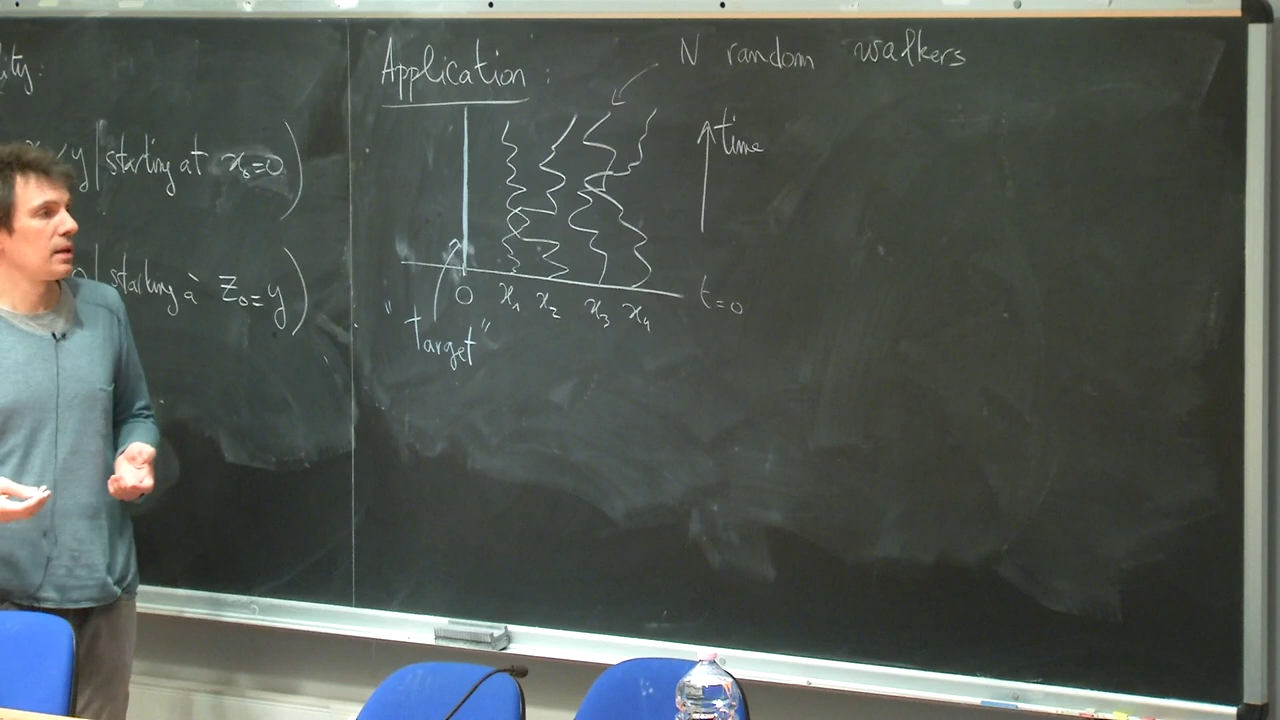 ity:
y | starting at x₀=0 )
| starting à Z₀=y )
Application :
N random walkers
time
0 x₁ x₂ x₃ x₄ t=0
"Target"